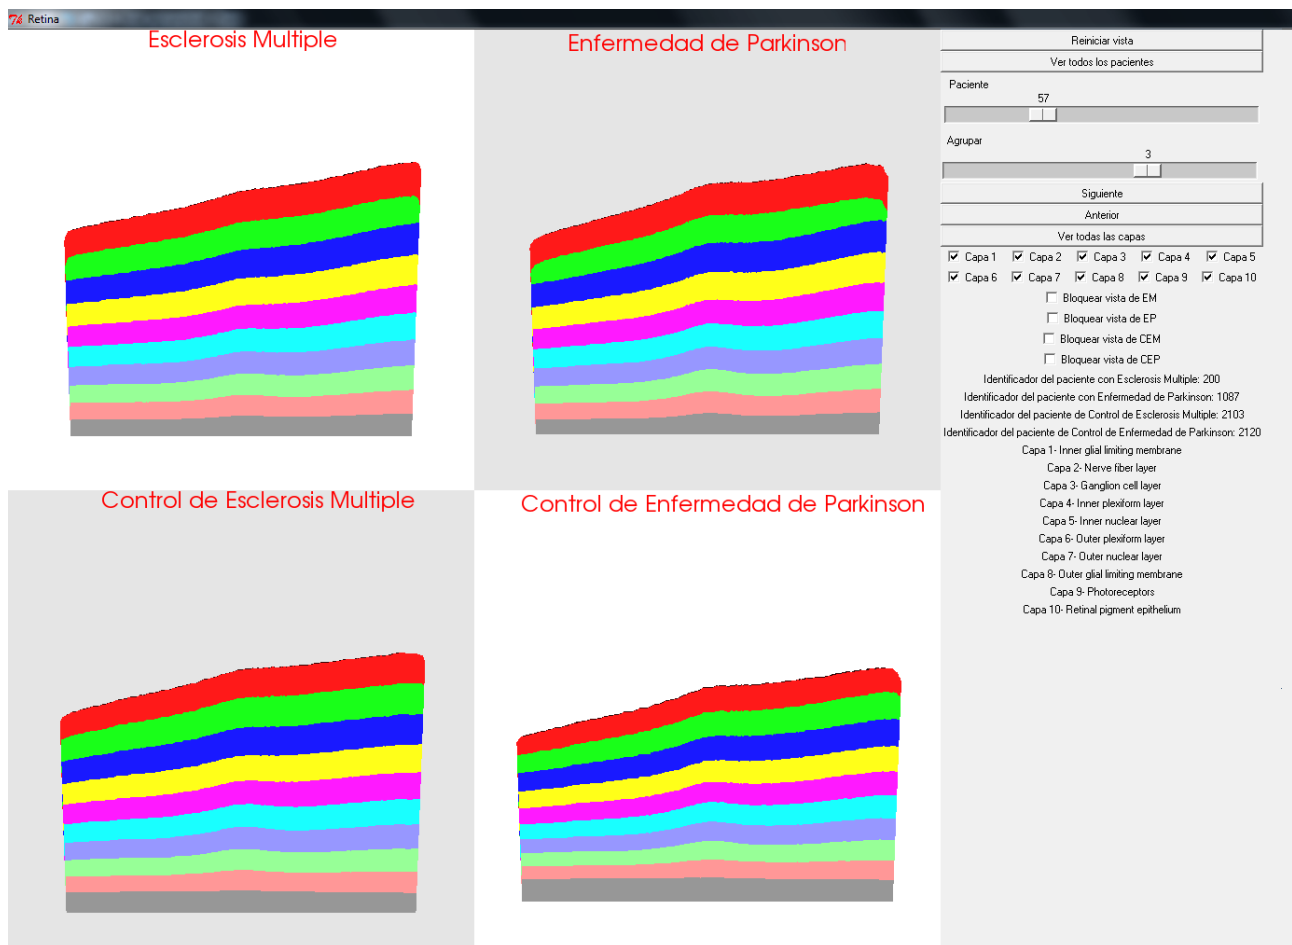 Retina
Esclerosis Multiple
Enfermedad de Parkinson
Control de Esclerosis Multiple
Control de Enfermedad de Parkinson
Reiniciar vista
Ver todos los pacientes
Paciente
57
Agrupar
3
Siguiente
Anterior
Ver todas las capas
Capa 1 Capa 2 Capa 3 Capa 4 Capa 5
Capa 6 Capa 7 Capa 8 Capa 9 Capa 10
Bloquear vista de EM
Bloquear vista de EP
Bloquear vista de CEM
Bloquear vista de CEP
Identificador del paciente con Esclerosis Multiple: 200
Identificador del paciente con Enfermedad de Parkinson: 1087
Identificador del paciente de Control de Esclerosis Multiple: 2103
Identificador del paciente de Control de Enfermedad de Parkinson: 2120
Capa 1- Inner glial limiting membrane
Capa 2- Nerve fiber layer
Capa 3- Ganglion cell layer
Capa 4- Inner plexiform layer
Capa 5- Inner nuclear layer
Capa 6- Outer plexiform layer
Capa 7- Outer nuclear layer
Capa 8- Outer glial limiting membrane
Capa 9- Photoreceptors
Capa 10- Retinal pigment epithelium